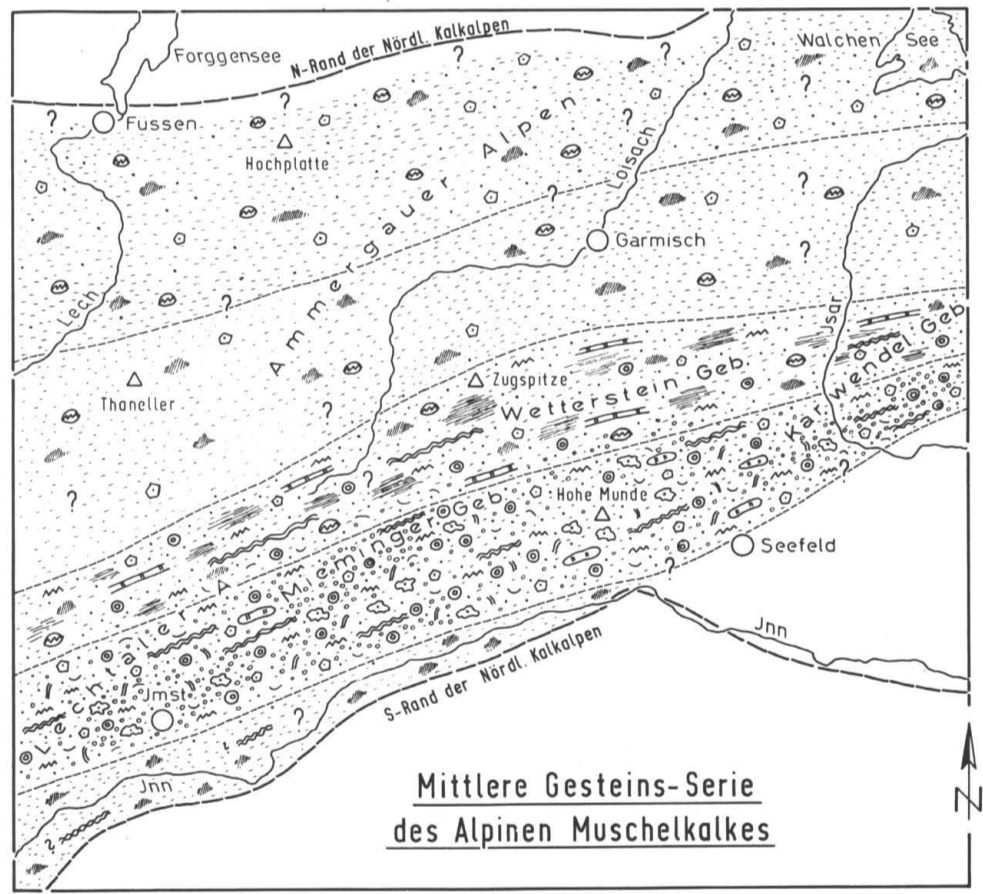 Forggensee
N-Rand der Nördl. Kalkalpen
Walchen See
?
?
?
?
?
Fussen
Hochplatte
Ammergauer Alpen
Loisach
?
?
?
?
Garmisch
?
Lech
?
Jsar
Thaneller
?
Zugspitze
Wetterstein Geb
Karwendel Geb
?
?
?
Hohe Munde
Mieminger Geb
Seefeld
?
Lechtaler A
Jnn
S-Rand der Nördl. Kalkalpen
Jmst
?
Jnn
?
Mittlere Gesteins-Serie
des Alpinen Muschelkalkes
N